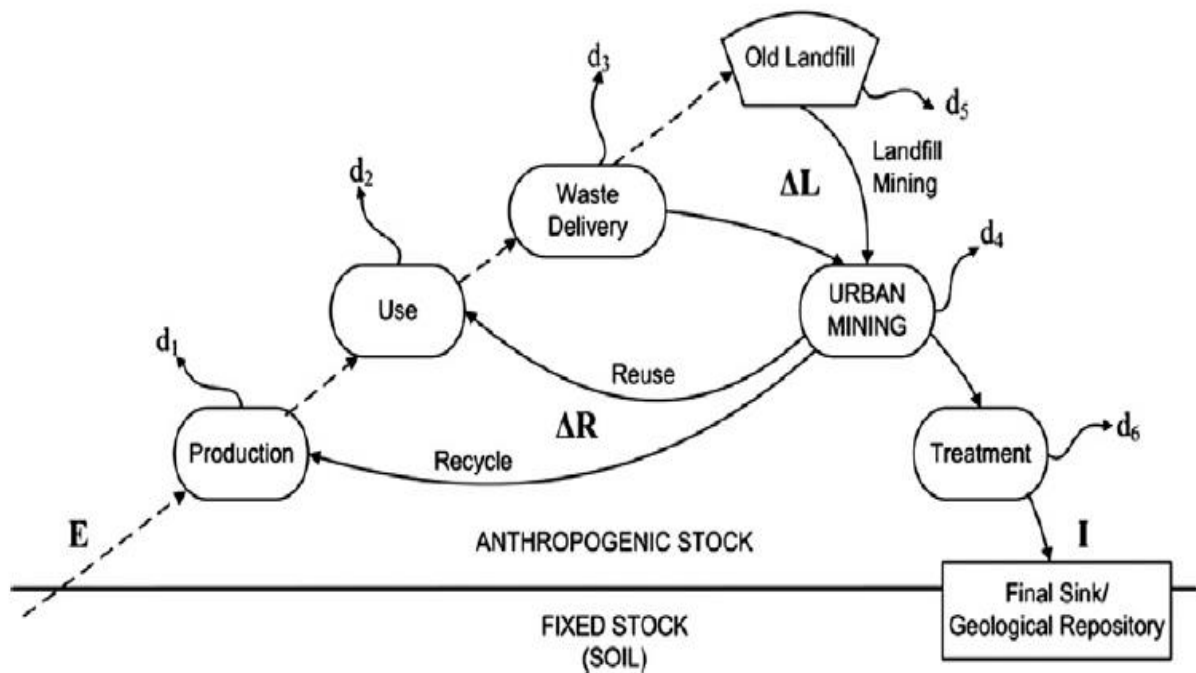 Old Landfill
d₃
d₅
Landfill
Mining
ΔL
d₂
Waste
Delivery
d₄
URBAN
MINING
Use
d₁
Reuse
ΔR
Production
Recycle
Treatment
d₆
E
ANTHROPOGENIC STOCK
I
Final Sink/
Geological Repository
FIXED STOCK
(SOIL)